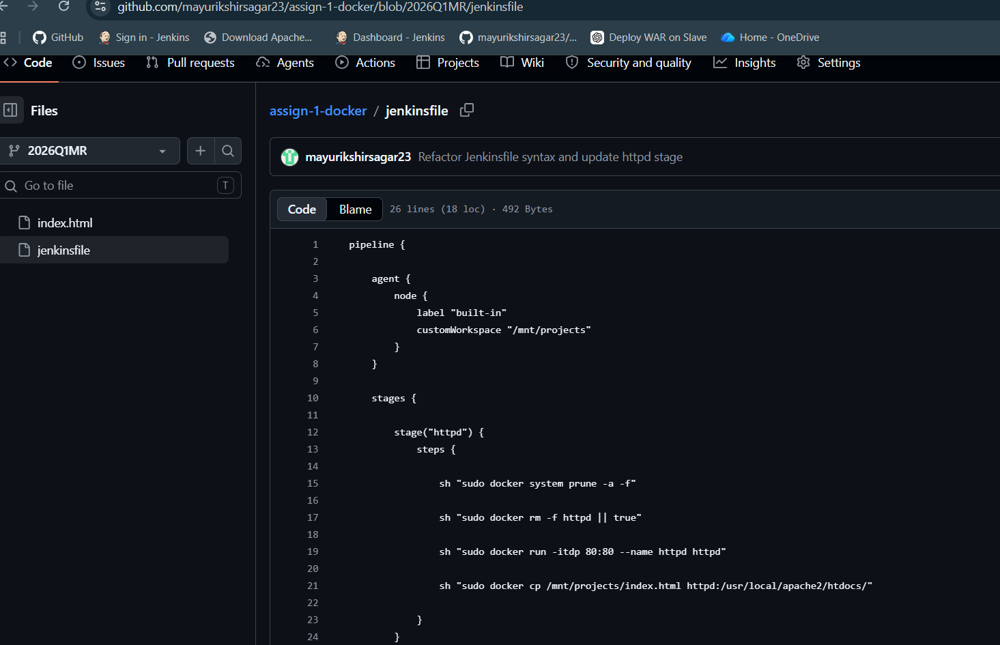 github.com/mayurikshirsagar23/assign-1-docker/blob/2026Q1MR/jenkinsfile
GitHub Sign in - Jenkins Download Apache... Dashboard - Jenkins mayurikshirsagar23/... Deploy WAR on Slave Home - OneDrive
Code Issues Pull requests Agents Actions Projects Wiki Security and quality Insights Settings
Files
2026Q1MR
Go to file T
index.html
jenkinsfile
assign-1-docker / jenkinsfile
mayurikshirsagar23 Refactor Jenkinsfile syntax and update httpd stage
Code Blame 26 lines (18 loc) · 492 Bytes
1 pipeline {
2
3 agent {
4 node {
5 label "built-in"
6 customWorkspace "/mnt/projects"
7 }
8 }
9
10 stages {
11
12 stage("httpd") {
13 steps {
14
15 sh "sudo docker system prune -a -f"
16
17 sh "sudo docker rm -f httpd || true"
18
19 sh "sudo docker run -itdp 80:80 --name httpd httpd"
20
21 sh "sudo docker cp /mnt/projects/index.html httpd:/usr/local/apache2/htdocs/"
22
23 }
24 }